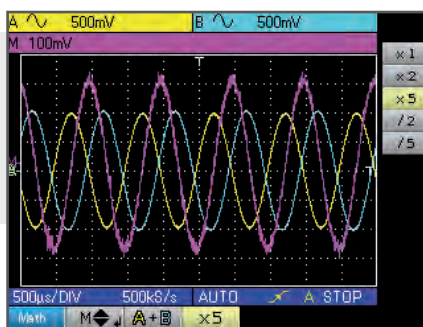 A 500mV B 500mV
M 100mV
x1
x2
x5
/2
/5
T
500µs/DIV 500kS/s AUTO A STOP
Math M A+B x5